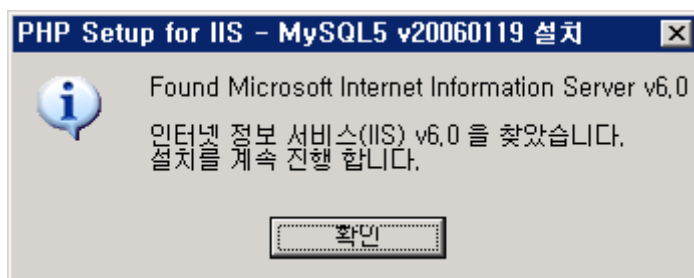 PHP Setup for IIS - MySQL5 v20060119 설치
Found Microsoft Internet Information Server v6.0
인터넷 정보 서비스(IIS) v6.0 을 찾았습니다.
설치를 계속 진행 합니다.
확인